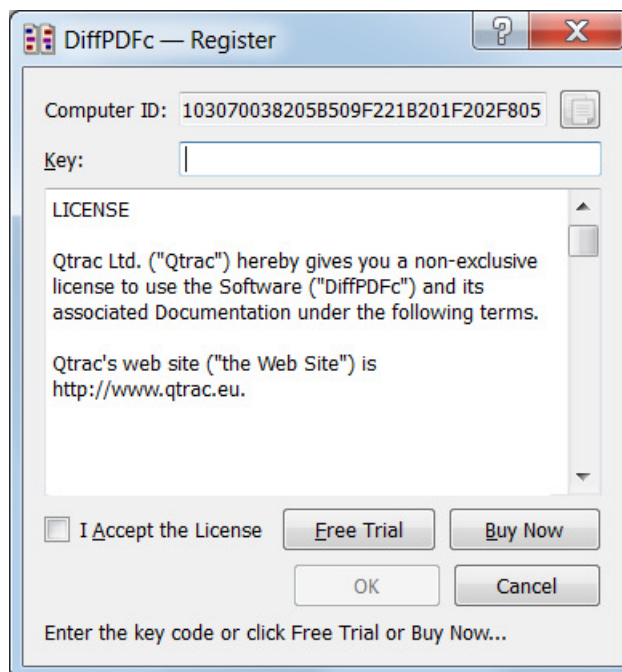 DiffPDFc — Register
?
X
Computer ID: 103070038205B509F221B201F202F805
Key:
LICENSE
Qtrac Ltd. ("Qtrac") hereby gives you a non-exclusive
license to use the Software ("DiffPDFc") and its
associated Documentation under the following terms.
Qtrac's web site ("the Web Site") is
http://www.qtrac.eu.
I Accept the License Free Trial Buy Now
OK Cancel
Enter the key code or click Free Trial or Buy Now...